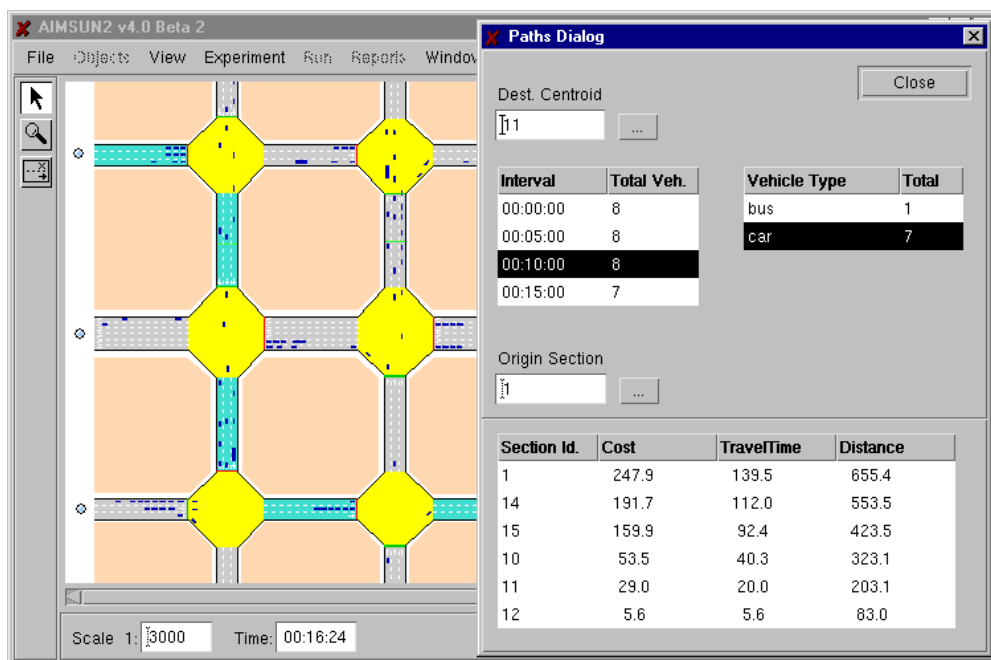 AIMSUN2 v4.0 Beta 2
File Objects View Experiment Run Reports Window
Scale 1: 3000 Time: 00:16:24
Paths Dialog
Close
Dest. Centroid
11 ...
Interval Total Veh.
00:00:00 8
00:05:00 8
00:10:00 8
00:15:00 7
Vehicle Type Total
bus 1
car 7
Origin Section
1 ...
Section Id. Cost TravelTime Distance
1 247.9 139.5 655.4
14 191.7 112.0 553.5
15 159.9 92.4 423.5
10 53.5 40.3 323.1
11 29.0 20.0 203.1
12 5.6 5.6 83.0